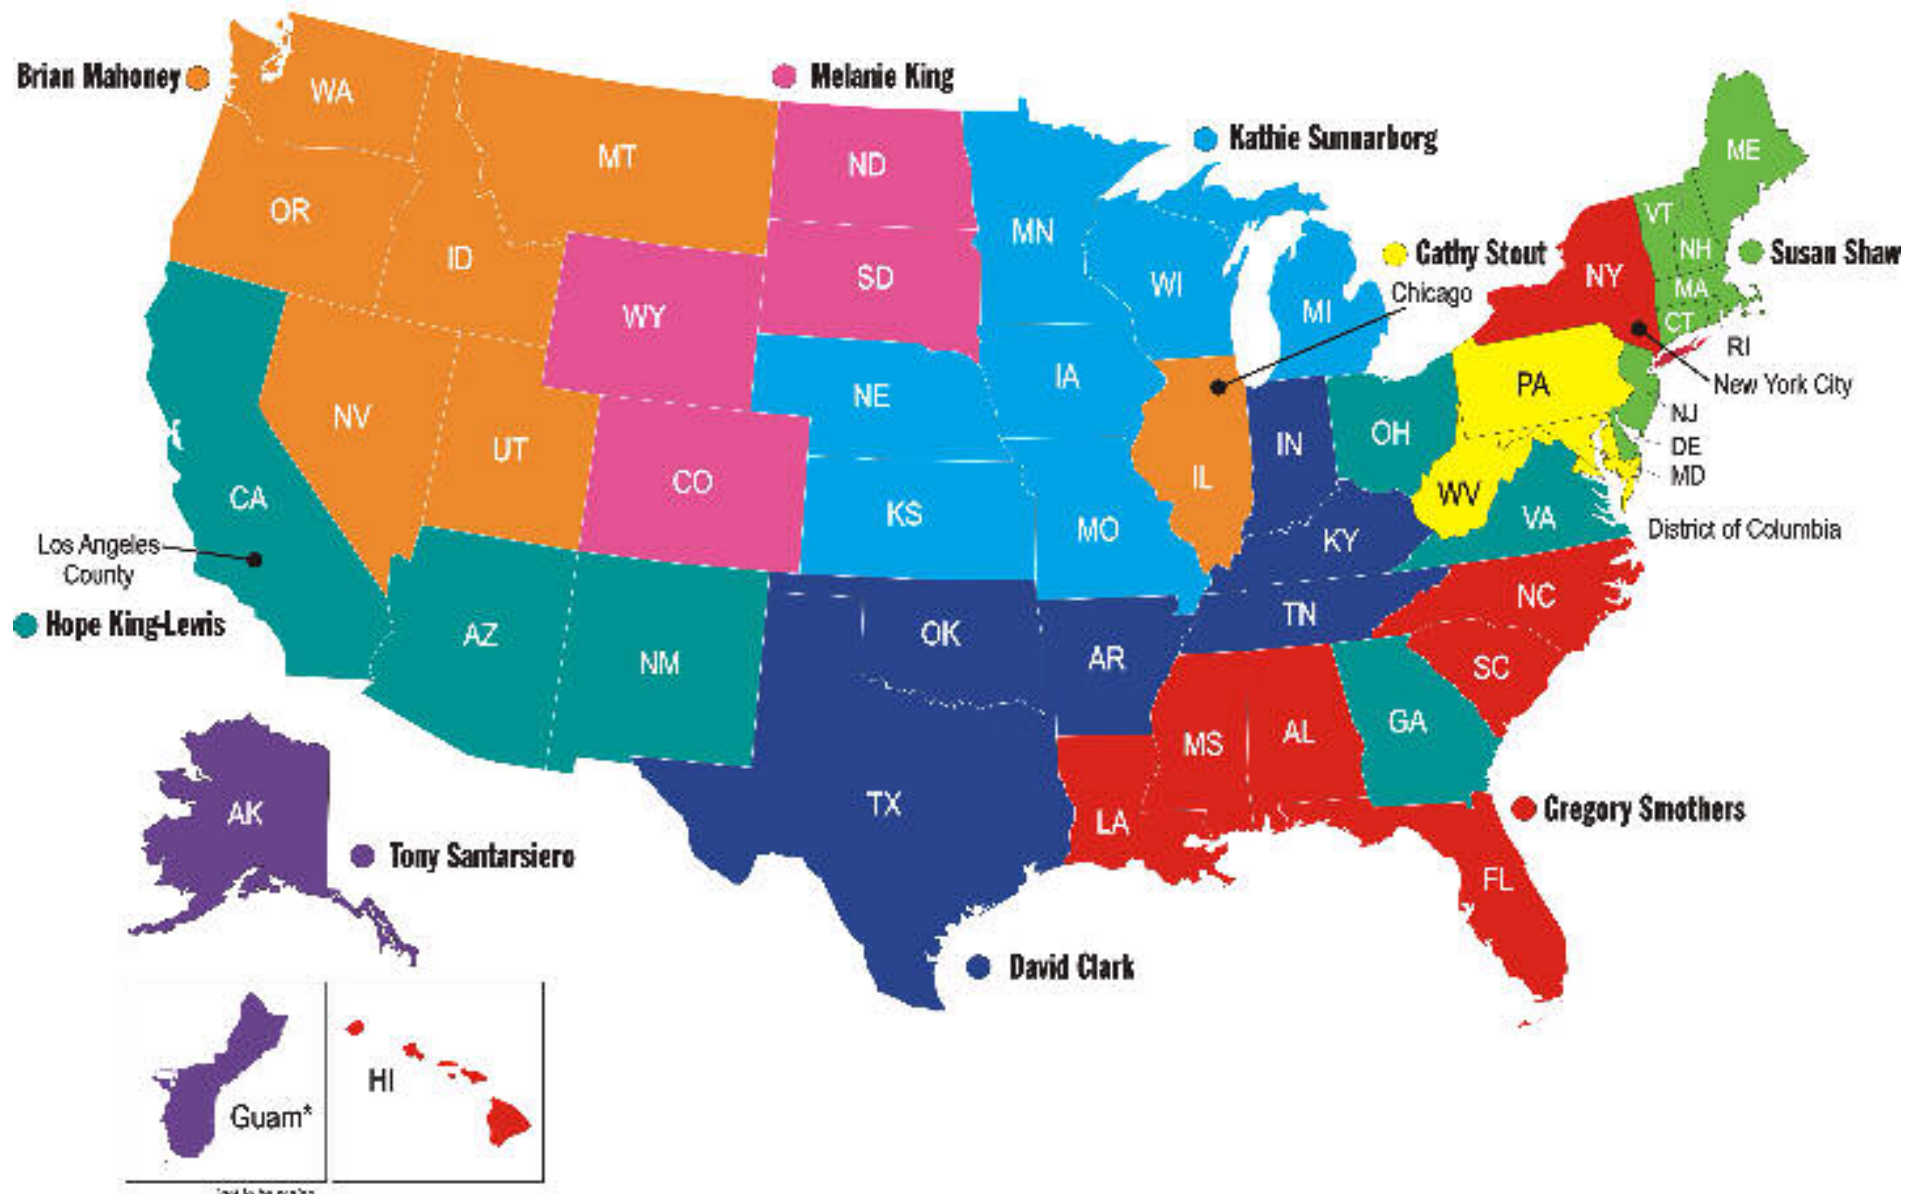 Brian Mahoney
WA
Melanie King
MT
ND
Kathie Sunnarborg
ME
OR
ID
MN
VT
NH
Susan Shaw
Cathy Stout
Chicago
SD
WI
MI
NY
MA
CT
WY
RI
New York City
NE
IA
PA
NV
UT
NJ
IN
OH
DE
MD
CO
IL
WV
CA
KS
MO
KY
VA
District of Columbia
Los Angeles
County
Hope King-Lewis
AZ
NM
OK
AR
TN
NC
SC
GA
MS
AL
TX
LA
Gregory Smothers
AK
Tony Santarsiero
FL
David Clark
HI
Guam*